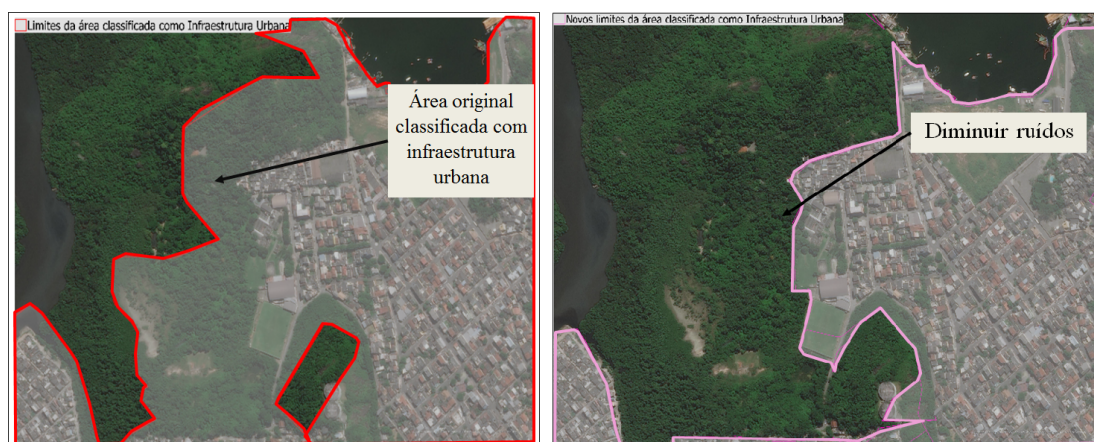 Limites da área classificada como Infraestrutura Urbana
Área original
classificada com
infraestrutura
urbana
Novos limites da área classificada como Infraestrutura Urbana
Diminuir ruídos